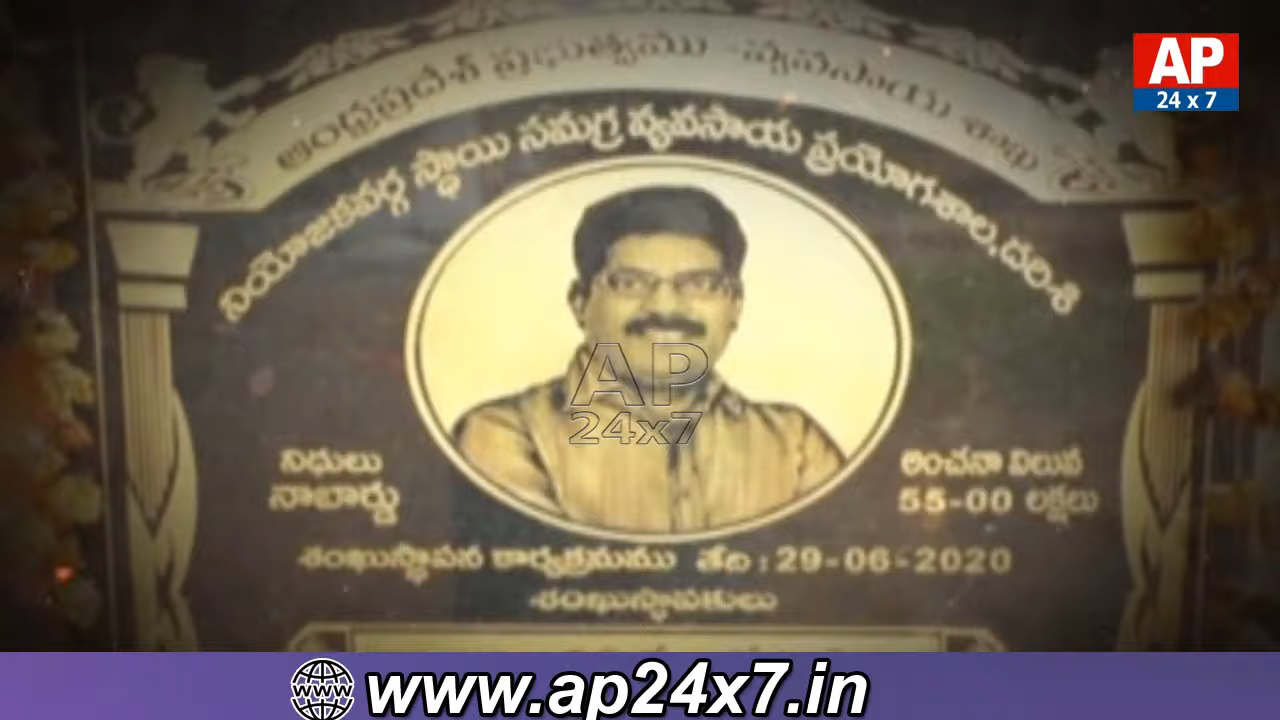 ఆంధ్రప్రదేశ్ ప్రభుత్వము వ్యవసాయ శాఖ
నియోజకవర్గ స్థాయి సమగ్ర వ్యవసాయ ప్రయోగశాల, దర్శి
AP
24 x 7
AP
24x7
నిధులు
నాబార్డు
అంచనా విలువ
55-00 లక్షలు
శంఖుస్థాపన కార్యక్రమము తేది : 29-06-2020
శంఖుస్థాపకులు
www
www.ap24x7.in